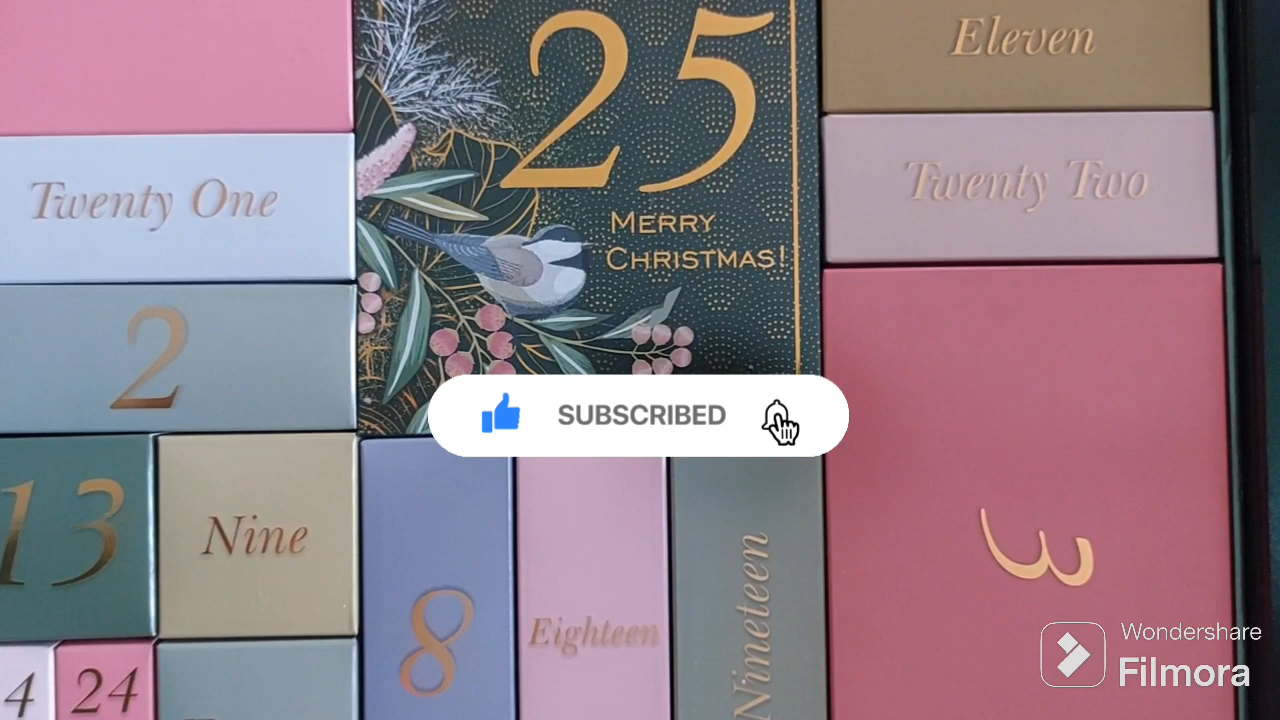 25
Eleven
MERRY
CHRISTMAS!
Twenty Two
Twenty One
2
SUBSCRIBED
13
Nine
8
Eighteen
Nineteen
3
4
24
Wondershare
Filmora